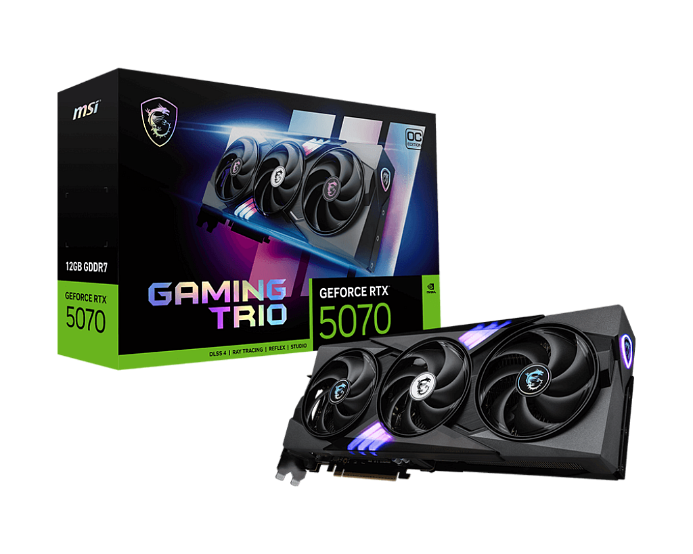 msi
12GB GDDR7
GEFORCE RTX
5070
OC
EDITION
GAMING
TRIO
GEFORCE RTX
5070
NVIDIA
DLSS 4 | RAY TRACING | REFLEX | STUDIO